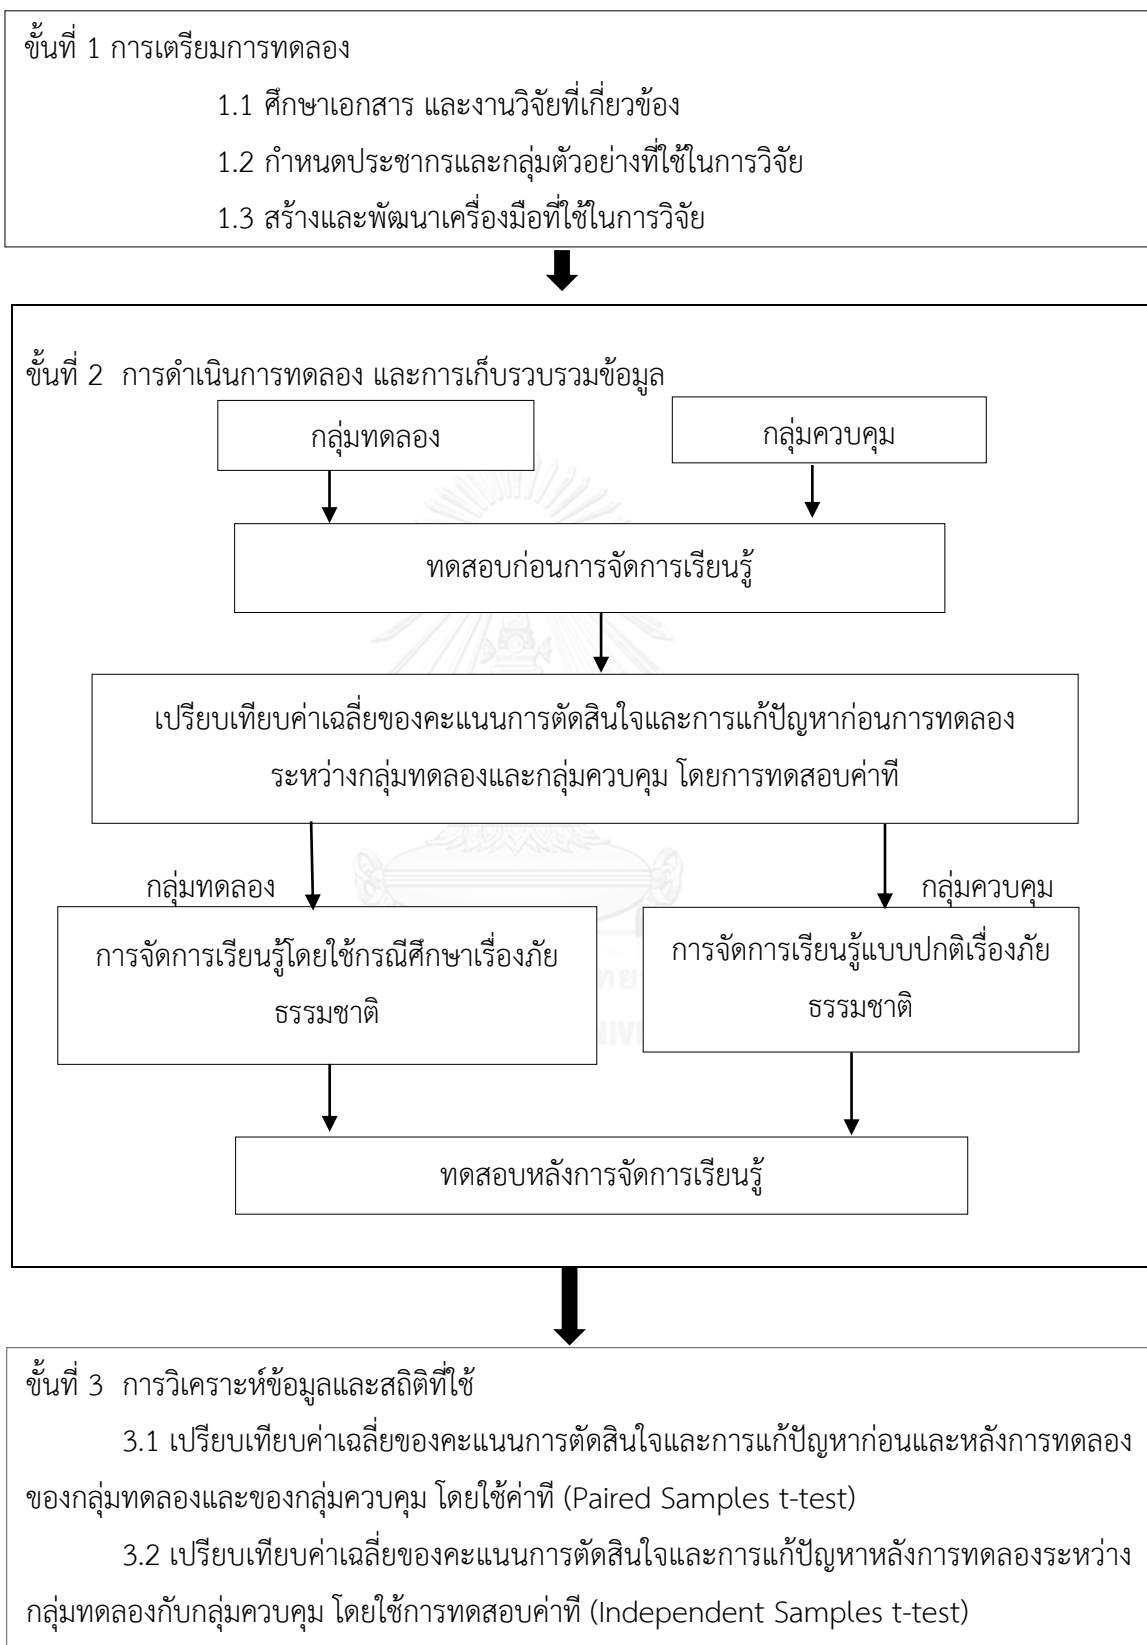 ขั้นที่ 1 การเตรียมการทดลอง
1.1 ศึกษาเอกสาร และงานวิจัยที่เกี่ยวข้อง
1.2 กำหนดประชากรและกลุ่มตัวอย่างที่ใช้ในการวิจัย
1.3 สร้างและพัฒนาเครื่องมือที่ใช้ในการวิจัย
ขั้นที่ 2 การดำเนินการทดลอง และการเก็บรวบรวมข้อมูล
กลุ่มทดลอง
กลุ่มควบคุม
ทดสอบก่อนการจัดการเรียนรู้
เปรียบเทียบค่าเฉลี่ยของคะแนนการตัดสินใจและการแก้ปัญหาก่อนการทดลอง
ระหว่างกลุ่มทดลองและกลุ่มควบคุม โดยการทดสอบค่าที
กลุ่มทดลอง
กลุ่มควบคุม
การจัดการเรียนรู้โดยใช้กรณีศึกษาเรื่องภัย
ธรรมชาติ
การจัดการเรียนรู้แบบปกติเรื่องภัย
ธรรมชาติ
ทดสอบหลังการจัดการเรียนรู้
ขั้นที่ 3 การวิเคราะห์ข้อมูลและสถิติที่ใช้
3.1 เปรียบเทียบค่าเฉลี่ยของคะแนนการตัดสินใจและการแก้ปัญหาก่อนและหลังการทดลอง
ของกลุ่มทดลองและของกลุ่มควบคุม โดยใช้ค่าที (Paired Samples t-test)
3.2 เปรียบเทียบค่าเฉลี่ยของคะแนนการตัดสินใจและการแก้ปัญหาหลังการทดลองระหว่าง
กลุ่มทดลองกับกลุ่มควบคุม โดยใช้การทดสอบค่าที (Independent Samples t-test)